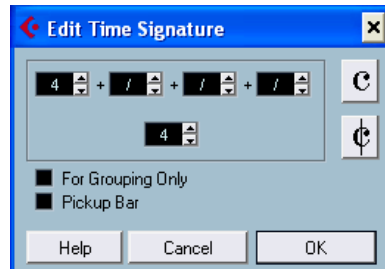 Edit Time Signature
4 + / + / + /
4
For Grouping Only
Pickup Bar
Help Cancel OK